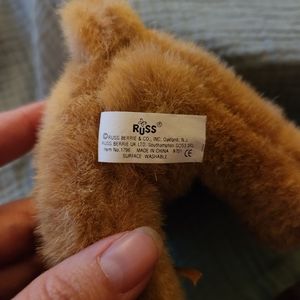 RUSS®
©RUSS BERRIE & CO., INC. Oakland, N.J.
RUSS BERRIE UK LTD. Southampton
Item No.1796 MADE IN CHINA CE
SURFACE WASHABLE